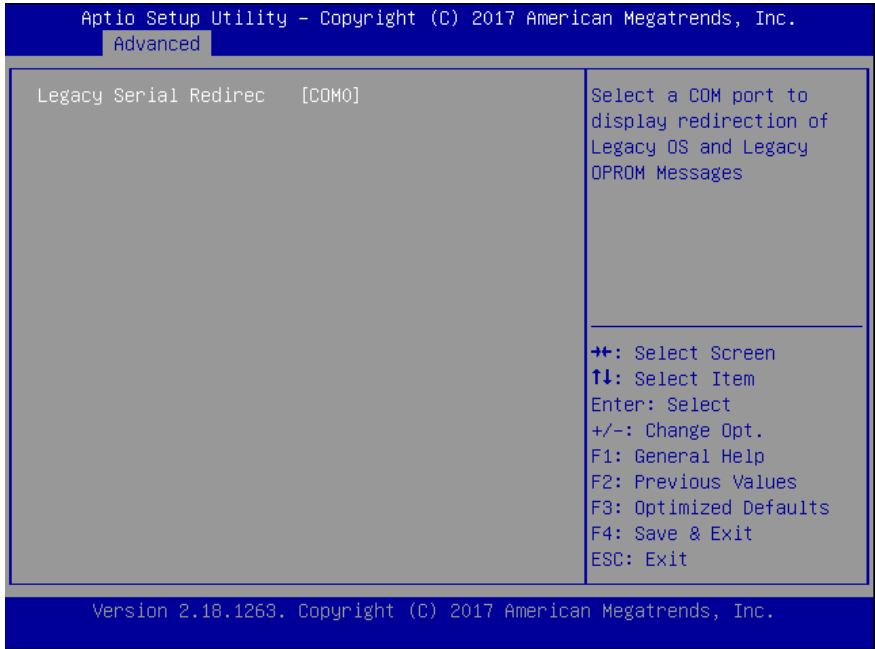 Aptio Setup Utility – Copyright (C) 2017 American Megatrends, Inc.
Advanced
Legacy Serial Redirec [COM0]
Select a COM port to
display redirection of
Legacy OS and Legacy
OPROM Messages
→←: Select Screen
↑↓: Select Item
Enter: Select
+/-: Change Opt.
F1: General Help
F2: Previous Values
F3: Optimized Defaults
F4: Save & Exit
ESC: Exit
Version 2.18.1263. Copyright (C) 2017 American Megatrends, Inc.